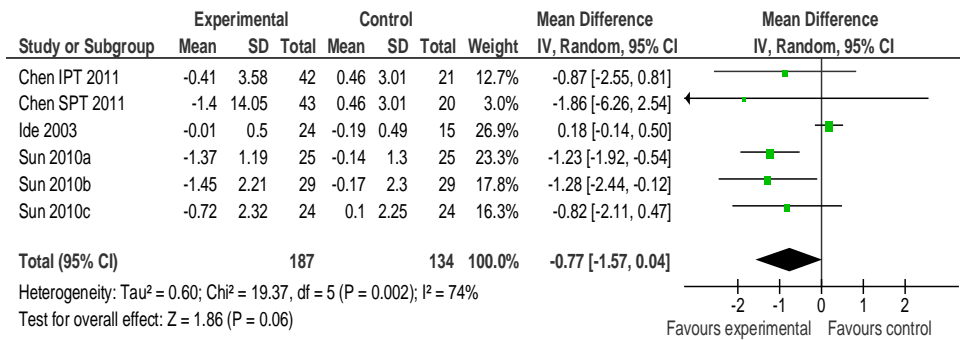 Experimental Control Mean Difference Mean Difference
Study or Subgroup Mean SD Total Mean SD Total Weight IV, Random, 95% CI IV, Random, 95% CI
Chen IPT 2011 -0.41 3.58 42 0.46 3.01 21 12.7% -0.87 [-2.55, 0.81]
Chen SPT 2011 -1.4 14.05 43 0.46 3.01 20 3.0% -1.86 [-6.26, 2.54]
Ide 2003 -0.01 0.5 24 -0.19 0.49 15 26.9% 0.18 [-0.14, 0.50]
Sun 2010a -1.37 1.19 25 -0.14 1.3 25 23.3% -1.23 [-1.92, -0.54]
Sun 2010b -1.45 2.21 29 -0.17 2.3 29 17.8% -1.28 [-2.44, -0.12]
Sun 2010c -0.72 2.32 24 0.1 2.25 24 16.3% -0.82 [-2.11, 0.47]
Total (95% CI) 187 134 100.0% -0.77 [-1.57, 0.04]
Heterogeneity: Tau² = 0.60; Chi² = 19.37, df = 5 (P = 0.002); I² = 74%
Test for overall effect: Z = 1.86 (P = 0.06)
-2 -1 0 1 2
Favours experimental Favours control